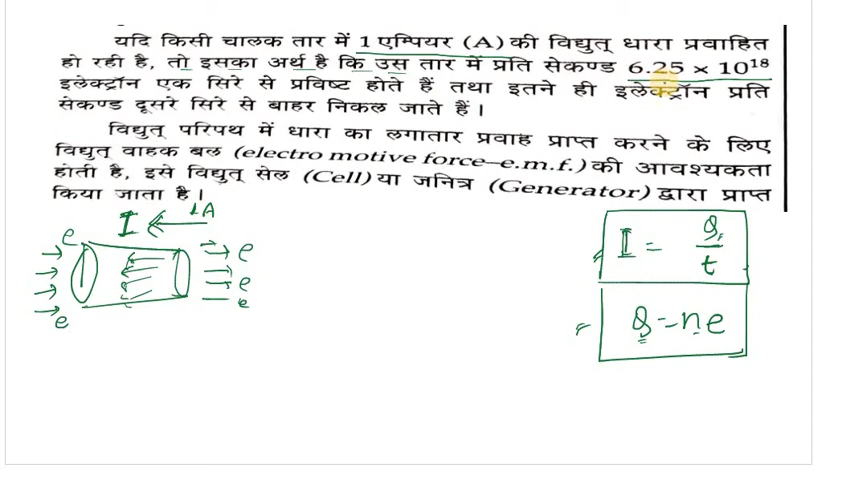 यदि किसी चालक तार में 1 एम्पियर (A) की विद्युत् धारा प्रवाहित
हो रही है, तो इसका अर्थ है कि उस तार में प्रति सेकण्ड 6.25 × 10¹⁸
इलेक्ट्रॉन एक सिरे से प्रविष्ट होते हैं तथा इतने ही इलेक्ट्रॉन प्रति
सेकण्ड दूसरे सिरे से बाहर निकल जाते हैं।
विद्युत् परिपथ में धारा का लगातार प्रवाह प्राप्त करने के लिए
विद्युत् वाहक बल (electro motive force–e.m.f.) की आवश्यकता
होती है, इसे विद्युत् सेल (Cell) या जनित्र (Generator) द्वारा प्राप्त
किया जाता है।
I 1A
e e
e
e e
I = Q/t
Q = ne